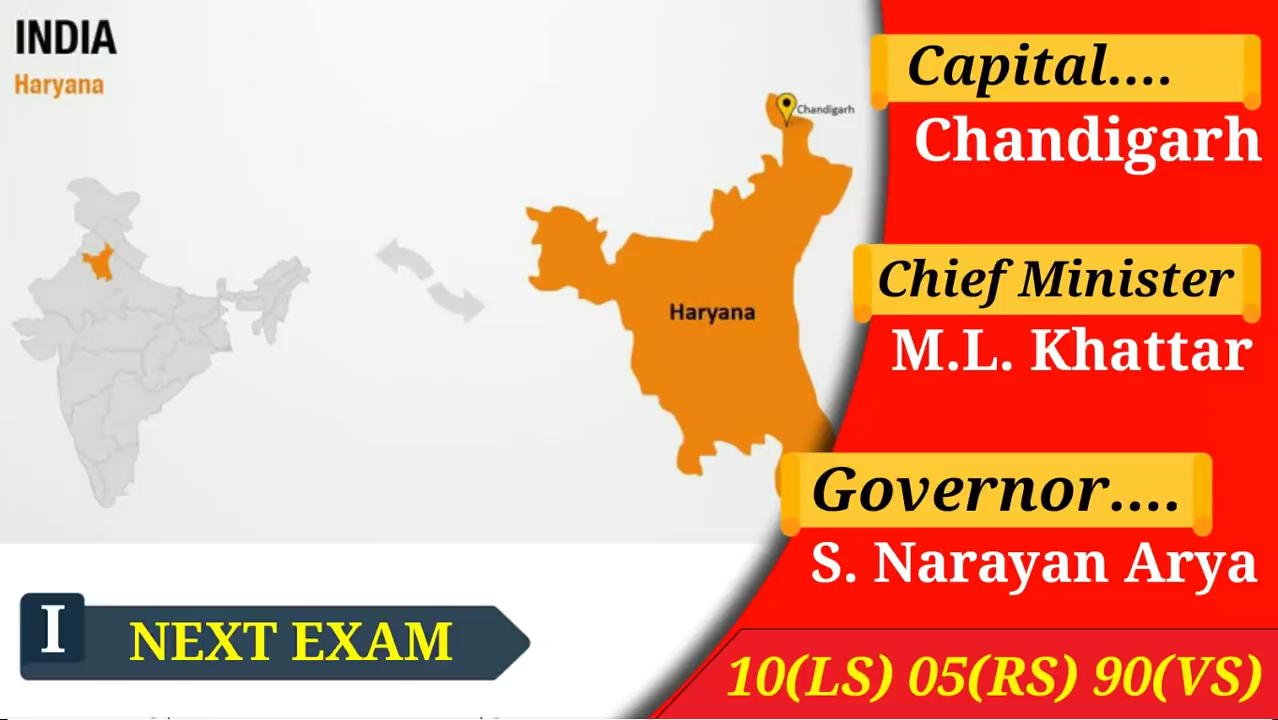 INDIA
Haryana
Chandigarh
Haryana
Capital....
Chandigarh
Chief Minister
M.L. Khattar
Governor....
S. Narayan Arya
I NEXT EXAM
10(LS) 05(RS) 90(VS)